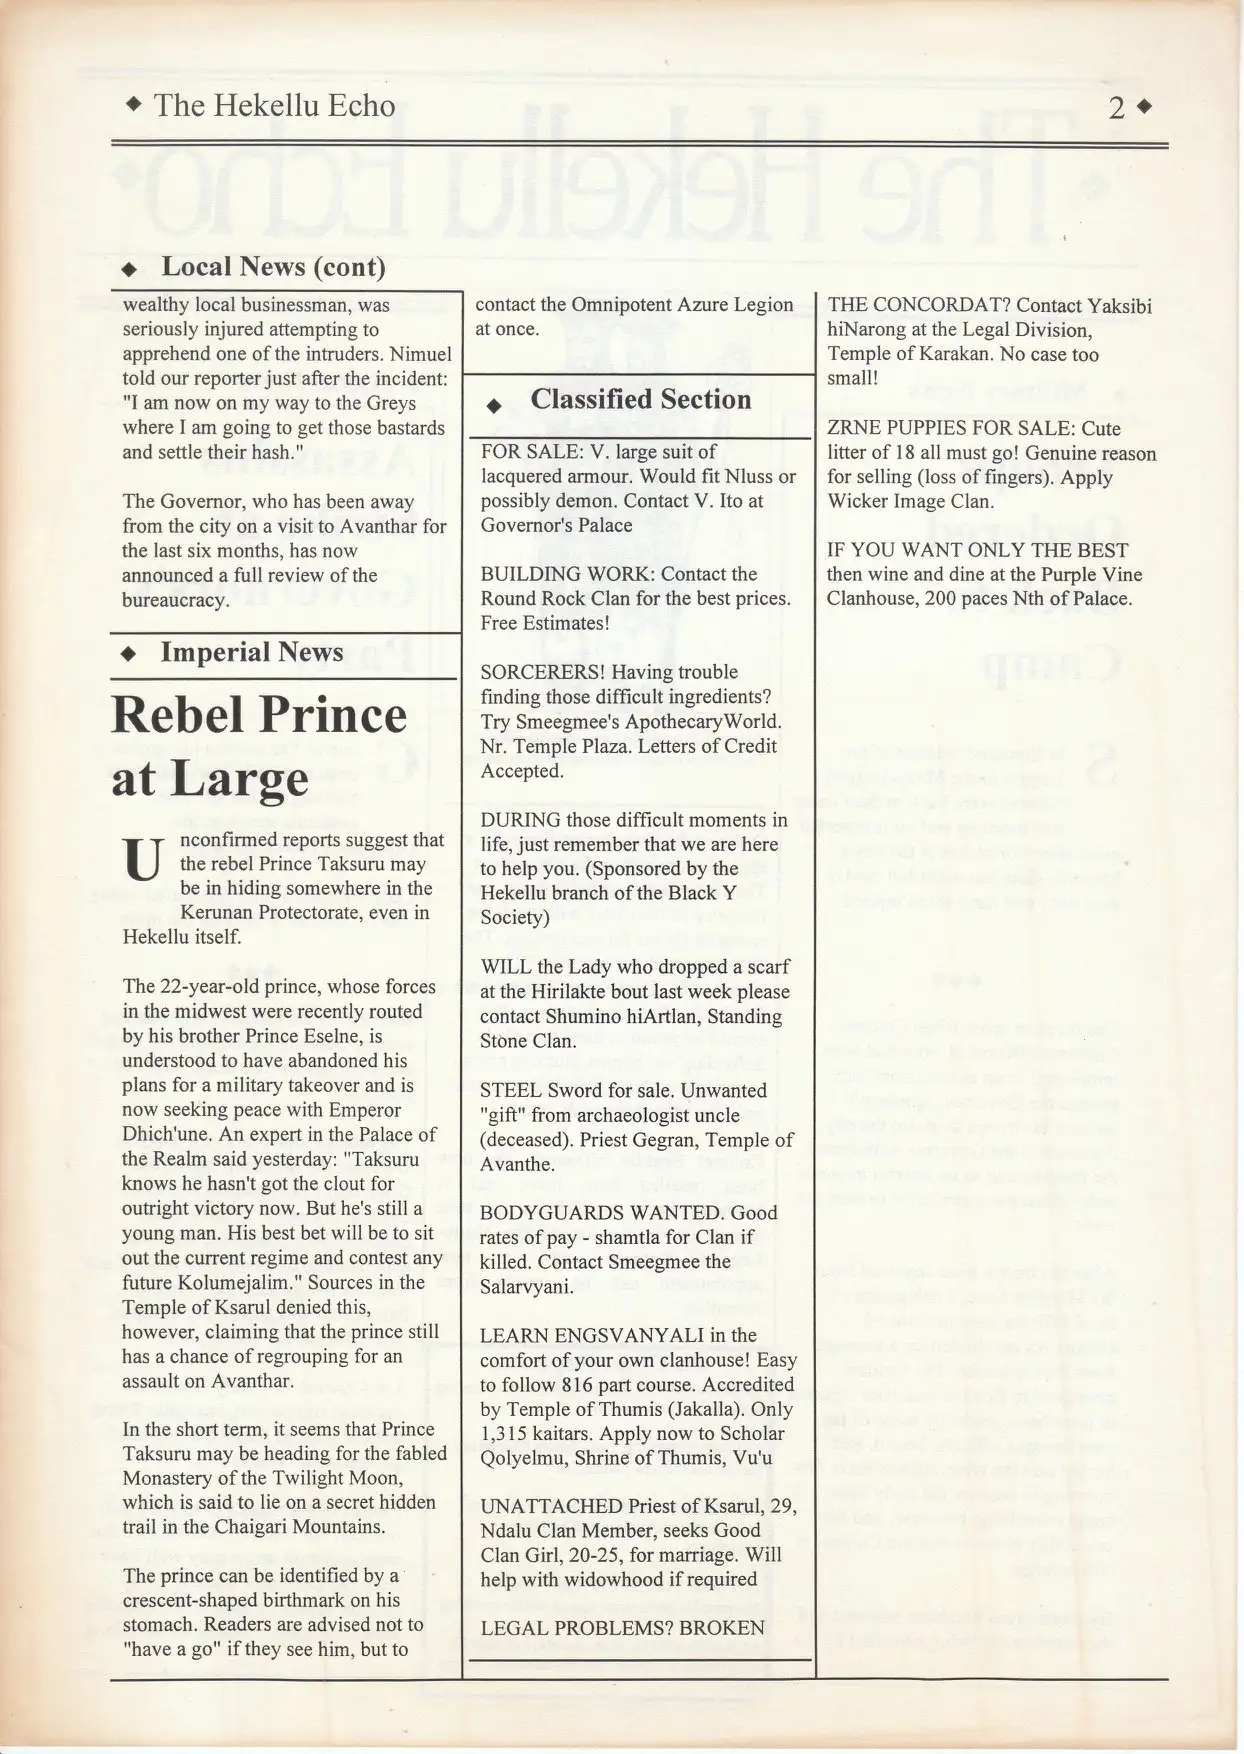 ◆ The Hekellu Echo
2 ◆
◆ Local News (cont)
wealthy local businessman, was
seriously injured attempting to
apprehend one of the intruders. Nimuel
told our reporter just after the incident:
"I am now on my way to the Greys
where I am going to get those bastards
and settle their hash."
The Governor, who has been away
from the city on a visit to Avanthar for
the last six months, has now
announced a full review of the
bureaucracy.
◆ Imperial News
Rebel Prince
at Large
Unconfirmed reports suggest that
the rebel Prince Taksuru may
be in hiding somewhere in the
Kerunan Protectorate, even in
Hekellu itself.
The 22-year-old prince, whose forces
in the midwest were recently routed
by his brother Prince Eselne, is
understood to have abandoned his
plans for a military takeover and is
now seeking peace with Emperor
Dhich'une. An expert in the Palace of
the Realm said yesterday: "Taksuru
knows he hasn't got the clout for
outright victory now. But he's still a
young man. His best bet will be to sit
out the current regime and contest any
future Kolumejalim." Sources in the
Temple of Ksarul denied this,
however, claiming that the prince still
has a chance of regrouping for an
assault on Avanthar.
In the short term, it seems that Prince
Taksuru may be heading for the fabled
Monastery of the Twilight Moon,
which is said to lie on a secret hidden
trail in the Chaigari Mountains.
The prince can be identified by a
crescent-shaped birthmark on his
stomach. Readers are advised not to
"have a go" if they see him, but to
contact the Omnipotent Azure Legion
at once.
◆ Classified Section
FOR SALE: V. large suit of
lacquered armour. Would fit Nluss or
possibly demon. Contact V. Ito at
Governor's Palace
BUILDING WORK: Contact the
Round Rock Clan for the best prices.
Free Estimates!
SORCERERS! Having trouble
finding those difficult ingredients?
Try Smeegmee's ApothecaryWorld.
Nr. Temple Plaza. Letters of Credit
Accepted.
DURING those difficult moments in
life, just remember that we are here
to help you. (Sponsored by the
Hekellu branch of the Black Y
Society)
WILL the Lady who dropped a scarf
at the Hirilakte bout last week please
contact Shumino hiArtlan, Standing
Stone Clan.
STEEL Sword for sale. Unwanted
"gift" from archaeologist uncle
(deceased). Priest Gegran, Temple of
Avanthe.
BODYGUARDS WANTED. Good
rates of pay - shamtla for Clan if
killed. Contact Smeegmee the
Salarvyani.
LEARN ENGSVANYALI in the
comfort of your own clanhouse! Easy
to follow 816 part course. Accredited
by Temple of Thumis (Jakalla). Only
1,315 kaitars. Apply now to Scholar
Qolyelmu, Shrine of Thumis, Vu'u
UNATTACHED Priest of Ksarul, 29,
Ndalu Clan Member, seeks Good
Clan Girl, 20-25, for marriage. Will
help with widowhood if required
LEGAL PROBLEMS? BROKEN
THE CONCORDAT? Contact Yaksibi
hiNarong at the Legal Division,
Temple of Karakan. No case too
small!
ZRNE PUPPIES FOR SALE: Cute
litter of 18 all must go! Genuine reason
for selling (loss of fingers). Apply
Wicker Image Clan.
IF YOU WANT ONLY THE BEST
then wine and dine at the Purple Vine
Clanhouse, 200 paces Nth of Palace.